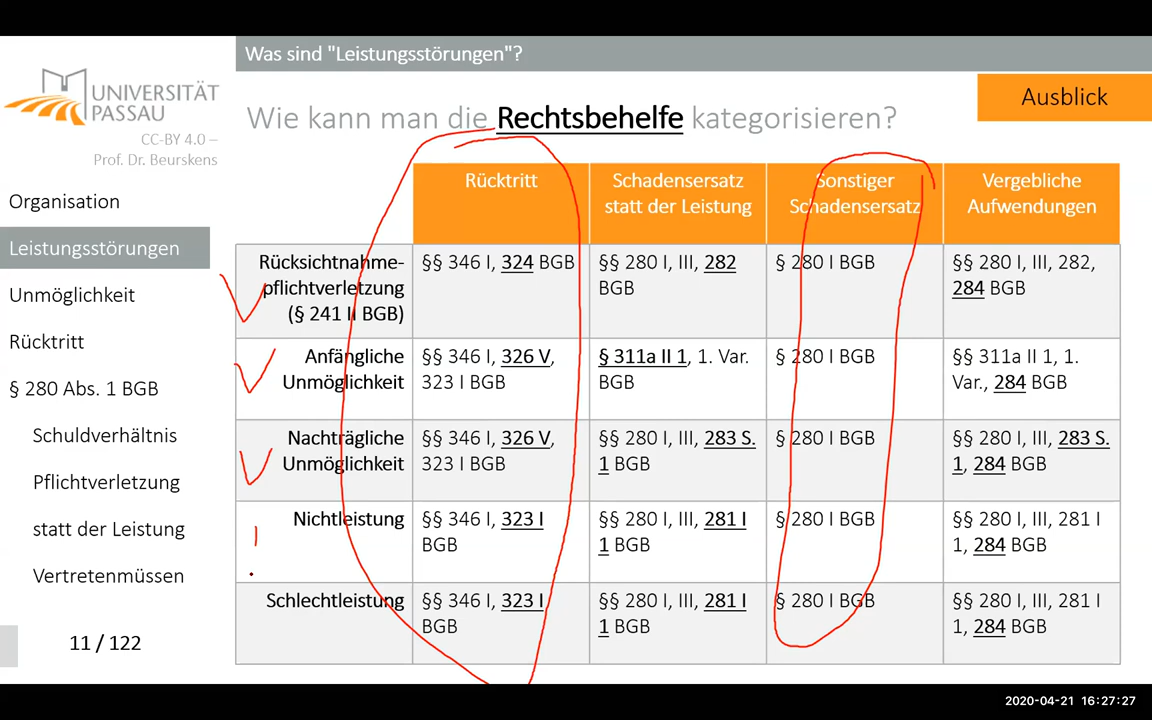 Was sind "Leistungsstörungen"?
UNIVERSITÄT
PASSAU
CC-BY 4.0 –
Prof. Dr. Beurskens
Ausblick
Wie kann man die Rechtsbehelfe kategorisieren?
Organisation
Leistungsstörungen
Unmöglichkeit
Rücktritt
§ 280 Abs. 1 BGB
Schuldverhältnis
Pflichtverletzung
statt der Leistung
Vertretenmüssen
11 / 122
Rücktritt
Schadensersatz
statt der Leistung
Sonstiger
Schadensersatz
Vergebliche
Aufwendungen
Rücksichtnahme-
pflichtverletzung
(§ 241 II BGB)
§§ 346 I, 324 BGB
§§ 280 I, III, 282
BGB
§ 280 I BGB
§§ 280 I, III, 282,
284 BGB
Anfängliche
Unmöglichkeit
§§ 346 I, 326 V,
323 I BGB
§ 311a II 1, 1. Var.
BGB
§ 280 I BGB
§§ 311a II 1, 1.
Var., 284 BGB
Nachträgliche
Unmöglichkeit
§§ 346 I, 326 V,
323 I BGB
§§ 280 I, III, 283 S.
1 BGB
§ 280 I BGB
§§ 280 I, III, 283 S.
1, 284 BGB
Nichtleistung
§§ 346 I, 323 I
BGB
§§ 280 I, III, 281 I
1 BGB
§ 280 I BGB
§§ 280 I, III, 281 I
1, 284 BGB
Schlechtleistung
§§ 346 I, 323 I
BGB
§§ 280 I, III, 281 I
1 BGB
§ 280 I BGB
§§ 280 I, III, 281 I
1, 284 BGB
2020-04-21 16:27:27